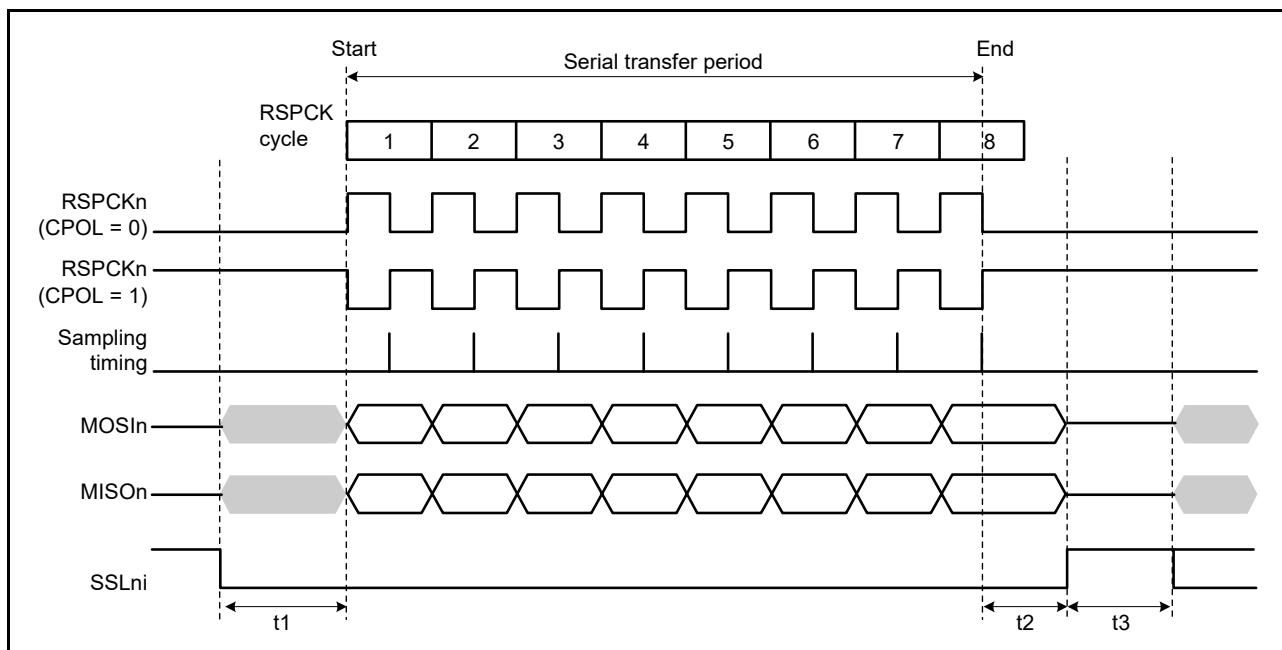 Start
End
Serial transfer period
RSPCK
cycle
1 2 3 4 5 6 7 8
RSPCKn
(CPOL = 0)
RSPCKn
(CPOL = 1)
Sampling
timing
MOSIn
MISOn
SSLni
t1
t2
t3